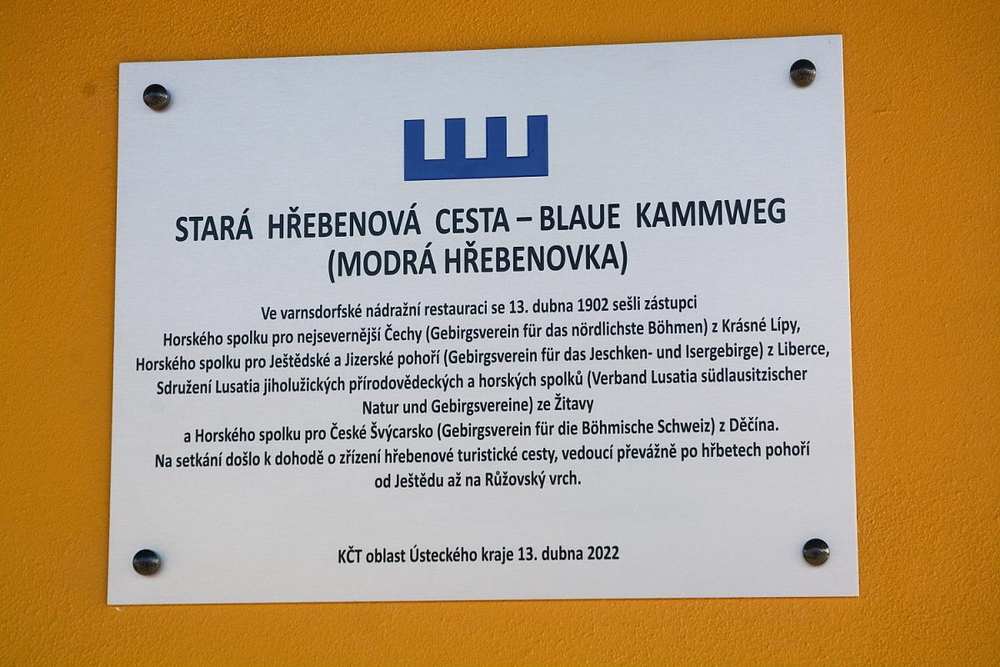 STARÁ HŘEBENOVÁ CESTA – BLAUE KAMMWEG
(MODRÁ HŘEBENOVKA)
Ve varnsdorfské nádražní restauraci se 13. dubna 1902 sešli zástupci
Horského spolku pro nejsevernější Čechy (Gebirgsverein für das nördlichste Böhmen) z Krásné Lípy,
Horského spolku pro Ještědské a Jizerské pohoří (Gebirgsverein für das Jeschken- und Isergebirge) z Liberce,
Sdružení Lusatia jiholužických přírodovědeckých a horských spolků (Verband Lusatia südlausitzischer
Natur und Gebirgsvereine) ze Žitavy
a Horského spolku pro České Švýcarsko (Gebirgsverein für die Böhmische Schweiz) z Děčína.
Na setkání došlo k dohodě o zřízení hřebenové turistické cesty, vedoucí převážně po hřbetech pohoří
od Ještědu až na Růžovský vrch.
KČT oblast Ústeckého kraje 13. dubna 2022